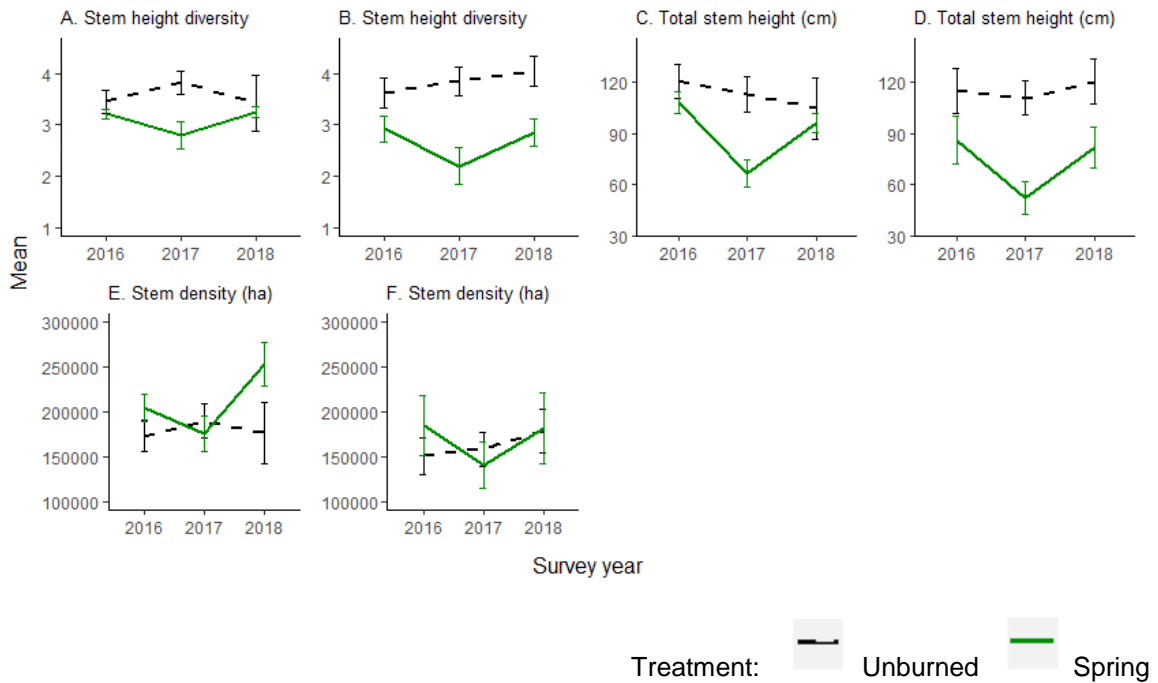 A. Stem height diversity
B. Stem height diversity
C. Total stem height (cm)
D. Total stem height (cm)
4
3
2
1
2016 2017 2018
4
3
2
1
2016 2017 2018
120
90
60
30
2016 2017 2018
120
90
60
30
2016 2017 2018
Mean
E. Stem density (ha)
F. Stem density (ha)
300000
250000
200000
150000
100000
2016 2017 2018
300000
250000
200000
150000
100000
2016 2017 2018
Survey year
Treatment: Unburned Spring